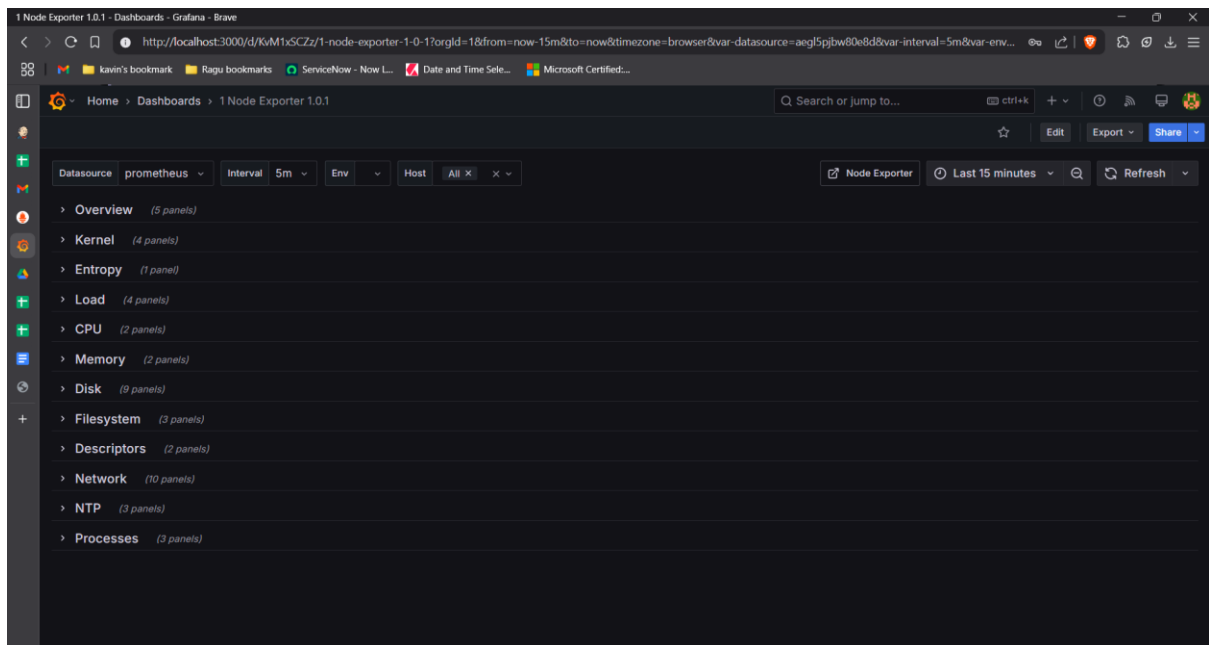 1 Node Exporter 1.0.1 - Dashboards - Grafana - Brave
http://localhost:3000/d/KvM1xSCZz/1-node-exporter-1-0-1?orgId=1&from=now-15m&to=now&timezone=browser&var-datasource=aegl5pjbw80e8d&var-interval=5m&var-env...
kavin's bookmark Ragu bookmarks ServiceNow - Now L... Date and Time Sele... Microsoft Certified:...
Home › Dashboards › 1 Node Exporter 1.0.1 Search or jump to... ctrl+k
Edit Export Share
Datasource prometheus Interval 5m Env Host All × Node Exporter Last 15 minutes Refresh
Overview (5 panels)
Kernel (4 panels)
Entropy (1 panel)
Load (4 panels)
CPU (2 panels)
Memory (2 panels)
Disk (9 panels)
Filesystem (3 panels)
Descriptors (2 panels)
Network (10 panels)
NTP (3 panels)
Processes (3 panels)